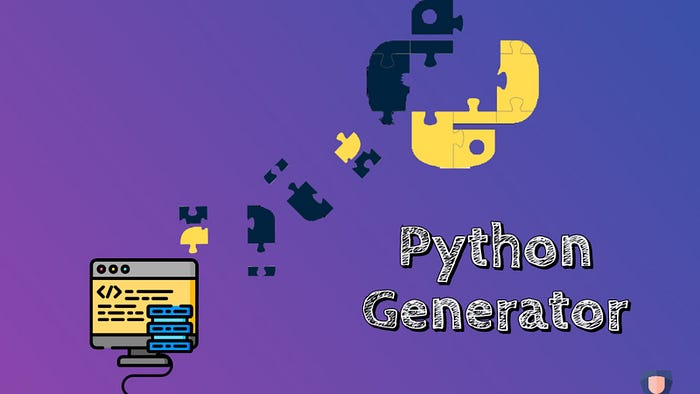 </>
Python
Generator